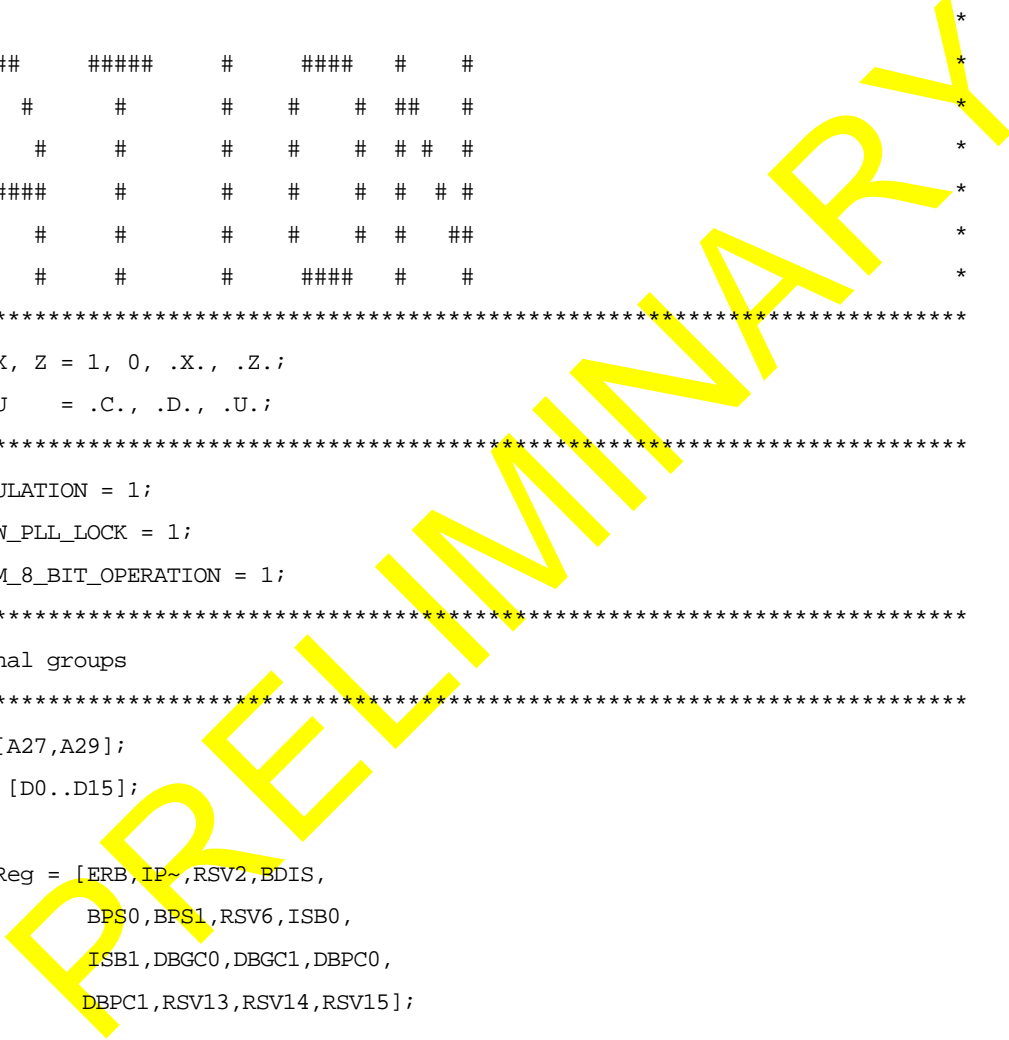 *
## ##### # #### # # *
# # # # # ## # *
# # # # # # # # *
#### # # # # # # # *
# # # # # # ## *
# # # #### # # *
*************************************************************************
X, Z = 1, 0, .X., .Z.;
U = .C., .D., .U.;
*************************************************************************
ULATION = 1;
W_PLL_LOCK = 1;
M_8_BIT_OPERATION = 1;
*************************************************************************
nal groups
*************************************************************************
[A27,A29];
[D0..D15];
Reg = [ERB,IP~,RSV2,BDIS,
BPS0,BPS1,RSV6,ISB0,
ISB1,DBGC0,DBGC1,DBPC0,
DBPC1,RSV13,RSV14,RSV15];
PRELIMINARY